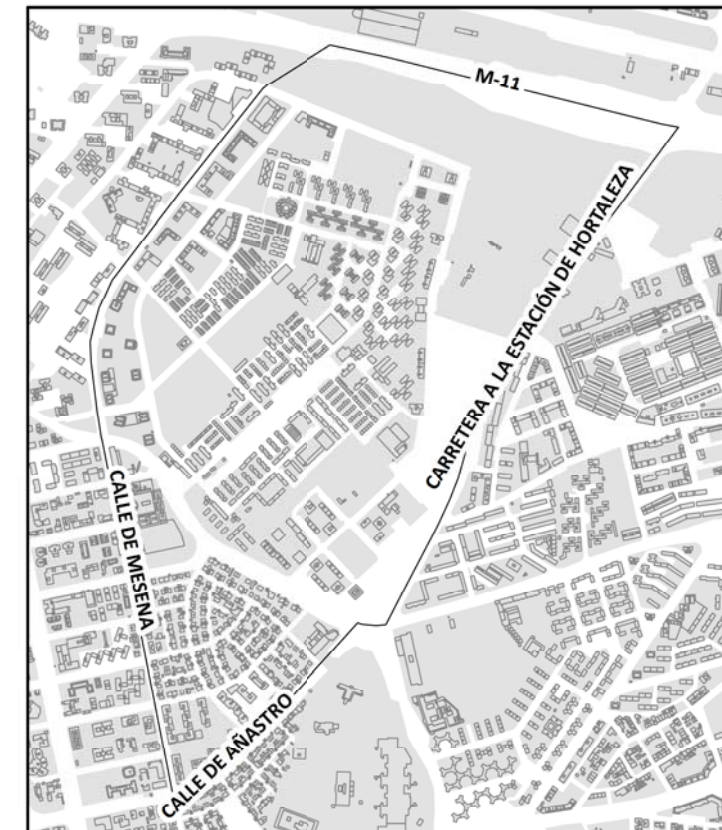 M-11
CARRETERA A LA ESTACIÓN DE HORTALEZA
CALLE DE MESENA
CALLE DE AÑASTRO